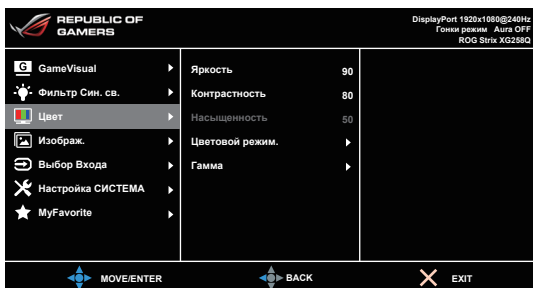 REPUBLIC OF
GAMERS
DisplayPort 1920x1080@240Hz
Гонки режим Aura OFF
ROG Strix XG258Q
G GameVisual
Фильтр Син. св.
Цвет
Изображ.
Выбор Входа
Настройка СИСТЕМА
MyFavorite
Яркость 90
Контрастность 80
Насыщенность 50
Цветовой режим.
Гамма
MOVE/ENTER BACK EXIT